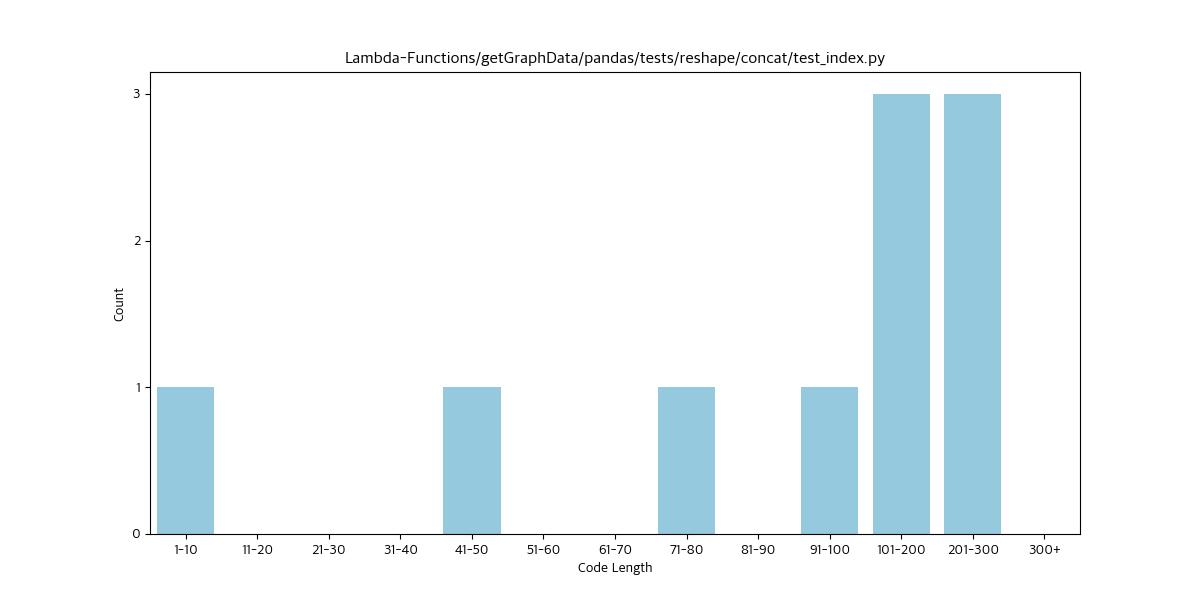 Lambda-Functions/getGraphData/pandas/tests/reshape/concat/test_index.py
3
2
1
0
Count
1-10 11-20 21-30 31-40 41-50 51-60 61-70 71-80 81-90 91-100 101-200 201-300 300+
Code Length